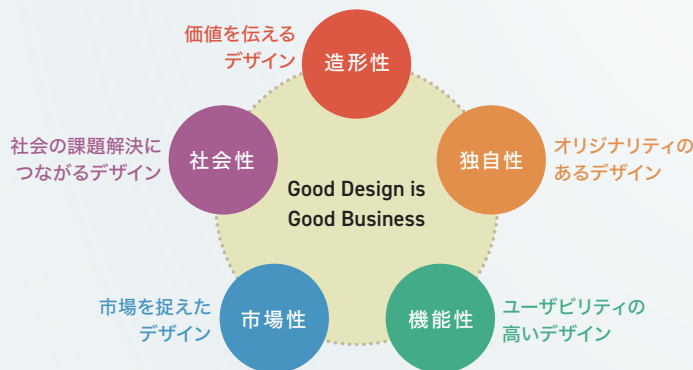 価値を伝える
デザイン
造形性
社会の課題解決に
つながるデザイン
社会性
独自性
オリジナリティの
あるデザイン
Good Design is
Good Business
市場を捉えた
デザイン
市場性
機能性
ユーザビリティの
高いデザイン